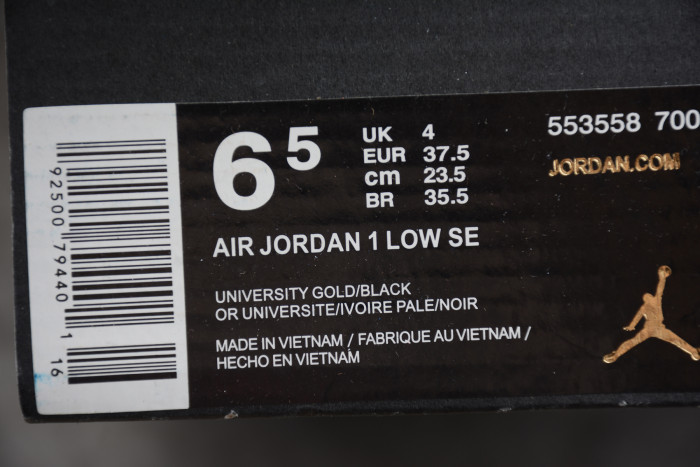 6 5
UK 4
EUR 37.5
cm 23.5
BR 35.5
553558 700
JORDAN.COM
AIR JORDAN 1 LOW SE
UNIVERSITY GOLD/BLACK
OR UNIVERSITE/IVOIRE PALE/NOIR
MADE IN VIETNAM / FABRIQUE AU VIETNAM /
HECHO EN VIETNAM
92500 79440 1 16